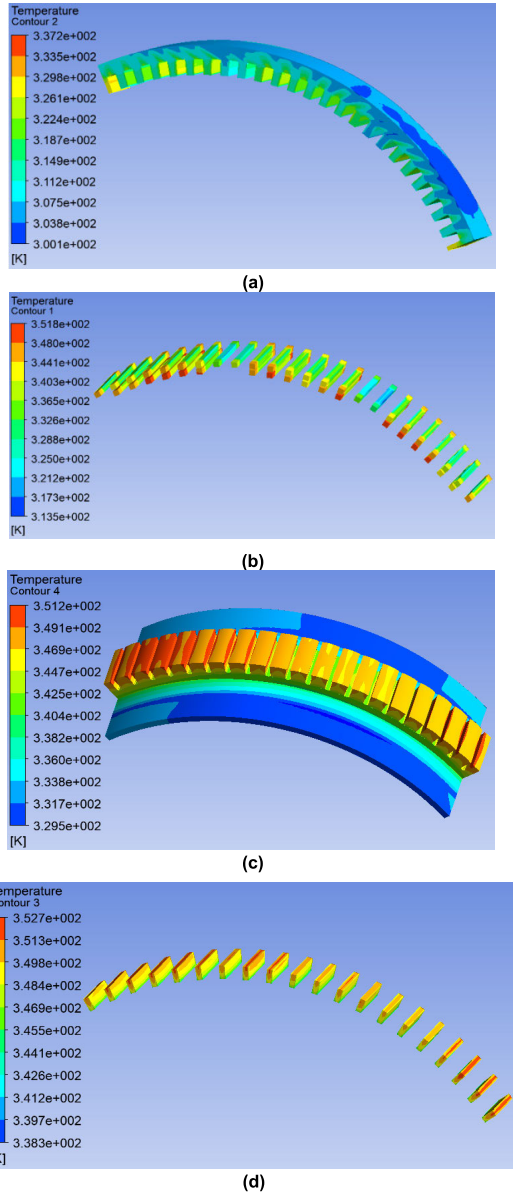 Temperature
Contour 2
3.372e+002
3.335e+002
3.298e+002
3.261e+002
3.224e+002
3.187e+002
3.149e+002
3.112e+002
3.075e+002
3.038e+002
3.001e+002
[K]
(a)
Temperature
Contour 1
3.518e+002
3.480e+002
3.441e+002
3.403e+002
3.365e+002
3.326e+002
3.288e+002
3.250e+002
3.212e+002
3.173e+002
3.135e+002
[K]
(b)
Temperature
Contour 4
3.512e+002
3.491e+002
3.469e+002
3.447e+002
3.425e+002
3.404e+002
3.382e+002
3.360e+002
3.338e+002
3.317e+002
3.295e+002
[K]
(c)
emperature
ontour 3
3.527e+002
3.513e+002
3.498e+002
3.484e+002
3.469e+002
3.455e+002
3.441e+002
3.426e+002
3.412e+002
3.397e+002
3.383e+002
K]
(d)